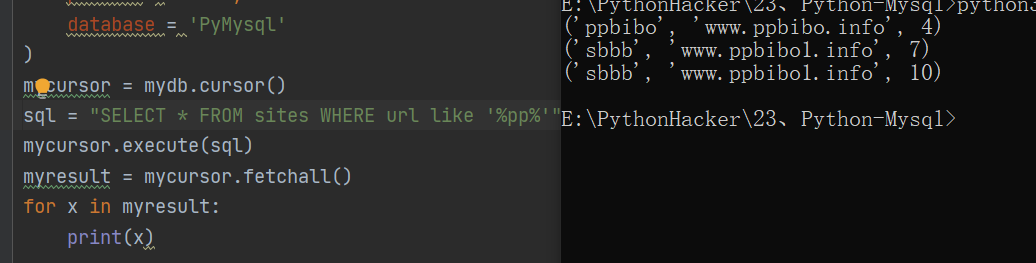 database = 'PyMysql'
)
mycursor = mydb.cursor()
sql = "SELECT * FROM sites WHERE url like '%pp%'"
mycursor.execute(sql)
myresult = mycursor.fetchall()
for x in myresult:
print(x)
E:\PythonHacker\23、Python-Mysql>python3
('ppbibo', 'www.ppbibo.info', 4)
('sbbb', 'www.ppbibo1.info', 7)
('sbbb', 'www.ppbibo1.info', 10)
E:\PythonHacker\23、Python-Mysql>